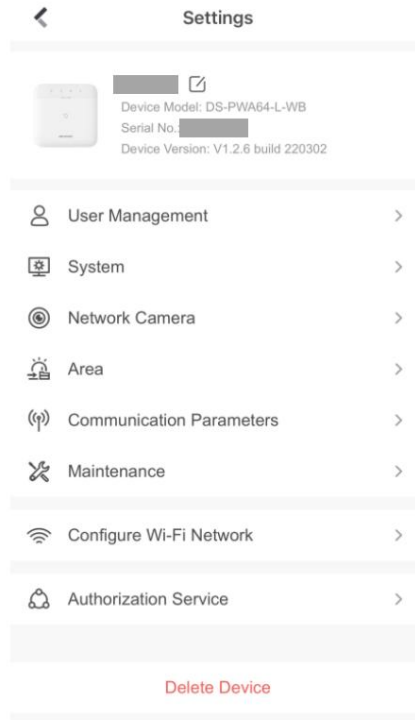 Settings
Device Model: DS-PWA64-L-WB
Serial No.:
Device Version: V1.2.6 build 220302
User Management
System
Network Camera
Area
Communication Parameters
Maintenance
Configure Wi-Fi Network
Authorization Service
Delete Device